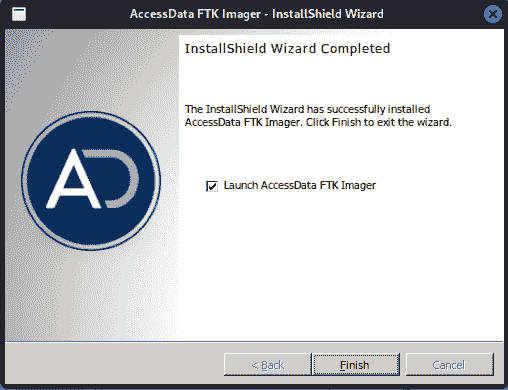 AccessData FTK Imager - InstallShield Wizard
InstallShield Wizard Completed
The InstallShield Wizard has successfully installed
AccessData FTK Imager. Click Finish to exit the wizard.
AD
Launch AccessData FTK Imager
< Back
Finish
Cancel